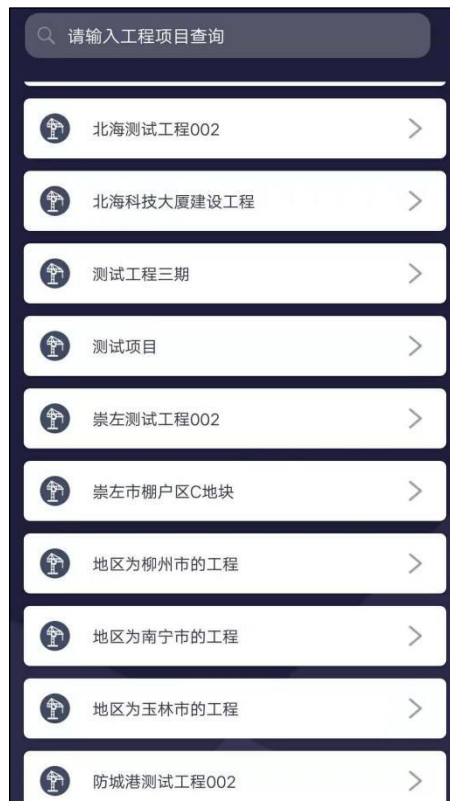 请输入工程项目查询
北海测试工程002
北海科技大厦建设工程
测试工程三期
测试项目
崇左测试工程002
崇左市棚户区C地块
地区为柳州市的工程
地区为南宁市的工程
地区为玉林市的工程
防城港测试工程002